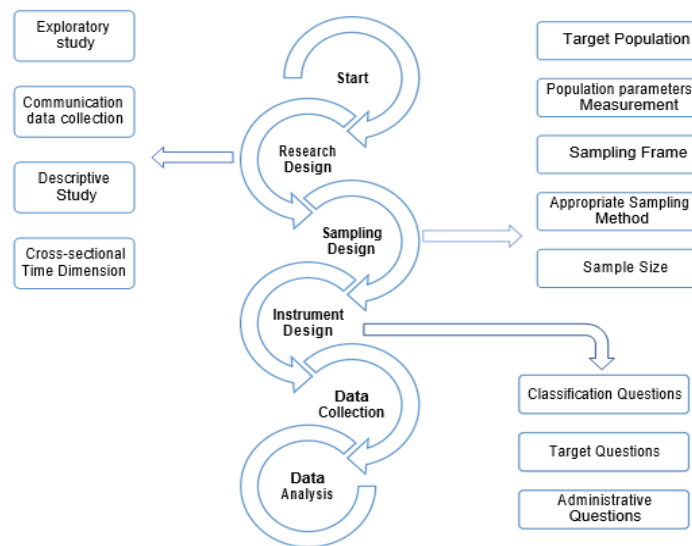 Exploratory
study
Communication
data collection
Descriptive
Study
Cross-sectional
Time Dimension
Start
Research
Design
Sampling
Design
Instrument
Design
Data
Collection
Data
Analysis
Target Population
Population parameters
Measurement
Sampling Frame
Appropriate Sampling
Method
Sample Size
Classification Questions
Target Questions
Administrative
Questions